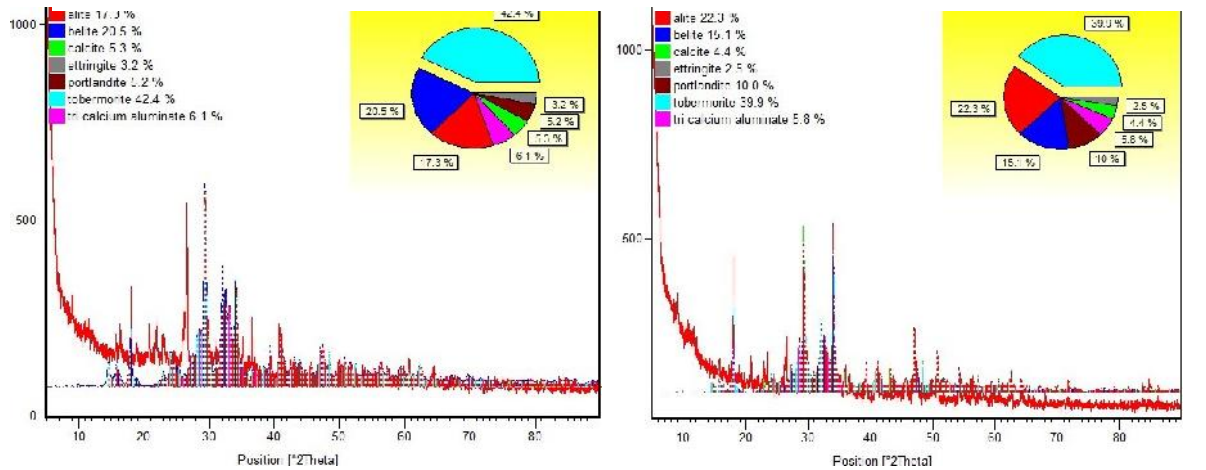 alite 17.3 %
belite 20.5 %
calcite 5.3 %
ettringite 3.2 %
portlandite 5.2 %
tobermorite 42.4 %
tri calcium aluminate 6.1 %
42.4 %
20.5 %
17.3 %
6.1 %
5.3 %
5.2 %
3.2 %
1000
500
0
10 20 30 40 50 60 70 80
Position [°2Theta]
alite 22.3 %
belite 15.1 %
calcite 4.4 %
ettringite 2.5 %
portlandite 10.0 %
tobermorite 39.9 %
tri calcium aluminate 5.8 %
39.9 %
22.3 %
15.1 %
10 %
5.8 %
4.4 %
2.5 %
1000
500
10 20 30 40 50 60 70 80
Position [°2Theta]